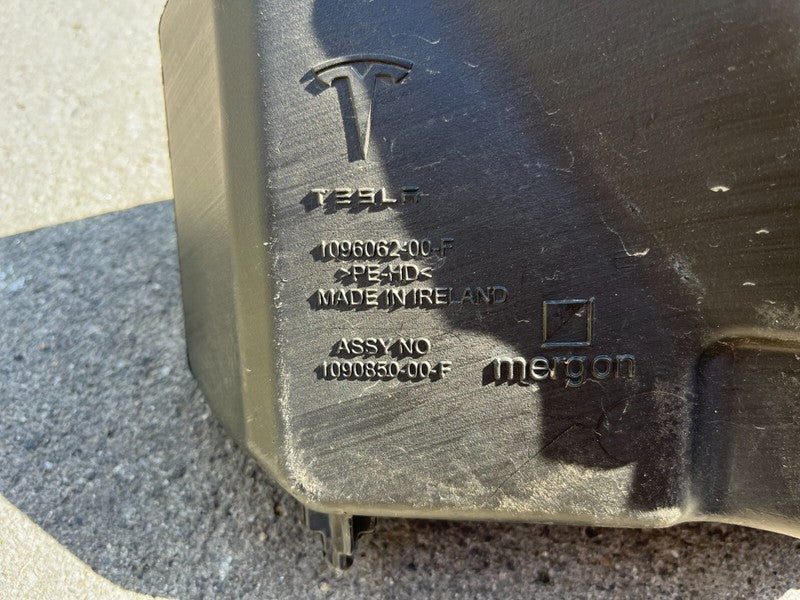 TESLA
1096062-00-F
>PE-HD<
MADE IN IRELAND
ASSY NO
1090850-00-F
mergon